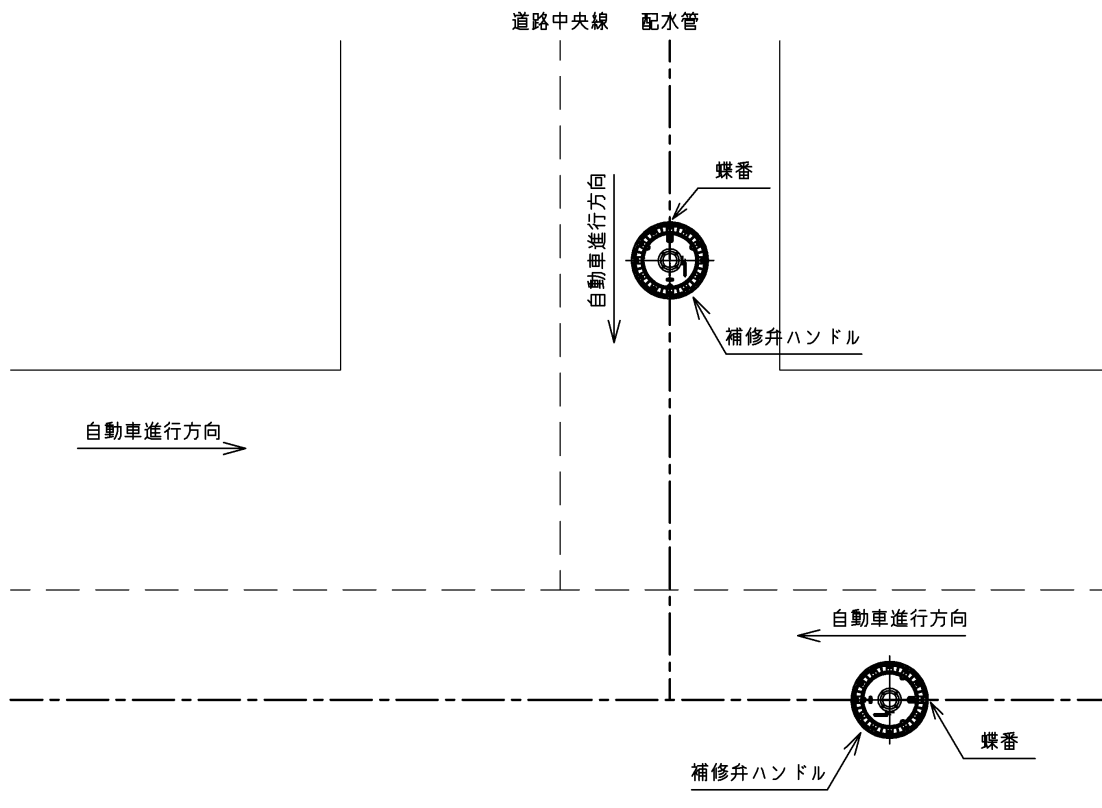 道路中央線 配水管
蝶番
自動車進行方向
補修弁ハンドル
自動車進行方向
自動車進行方向
蝶番
補修弁ハンドル